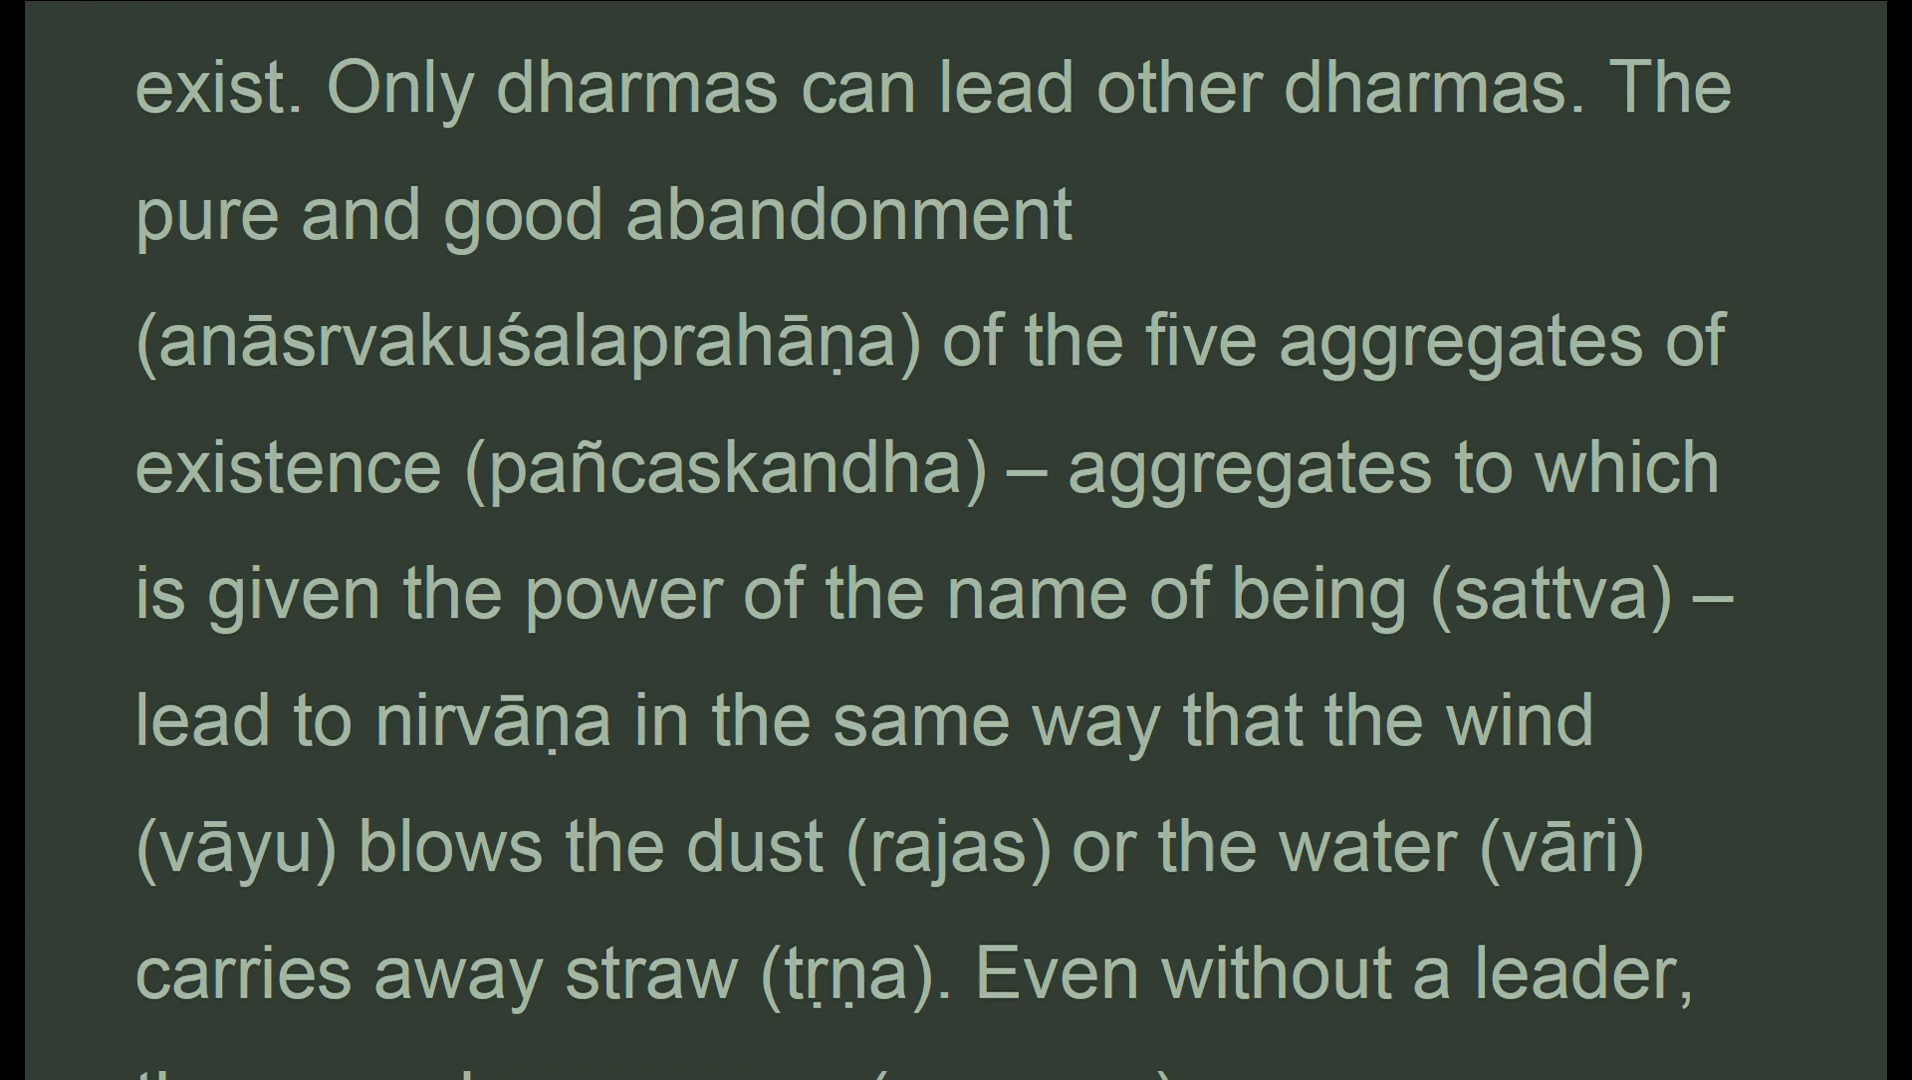 exist. Only dharmas can lead other dharmas. The
pure and good abandonment
(anāsrvakuśalaprahāṇa) of the five aggregates of
existence (pañcaskandha) – aggregates to which
is given the power of the name of being (sattva) –
lead to nirvāṇa in the same way that the wind
(vāyu) blows the dust (rajas) or the water (vāri)
carries away straw (tṛṇa). Even without a leader,